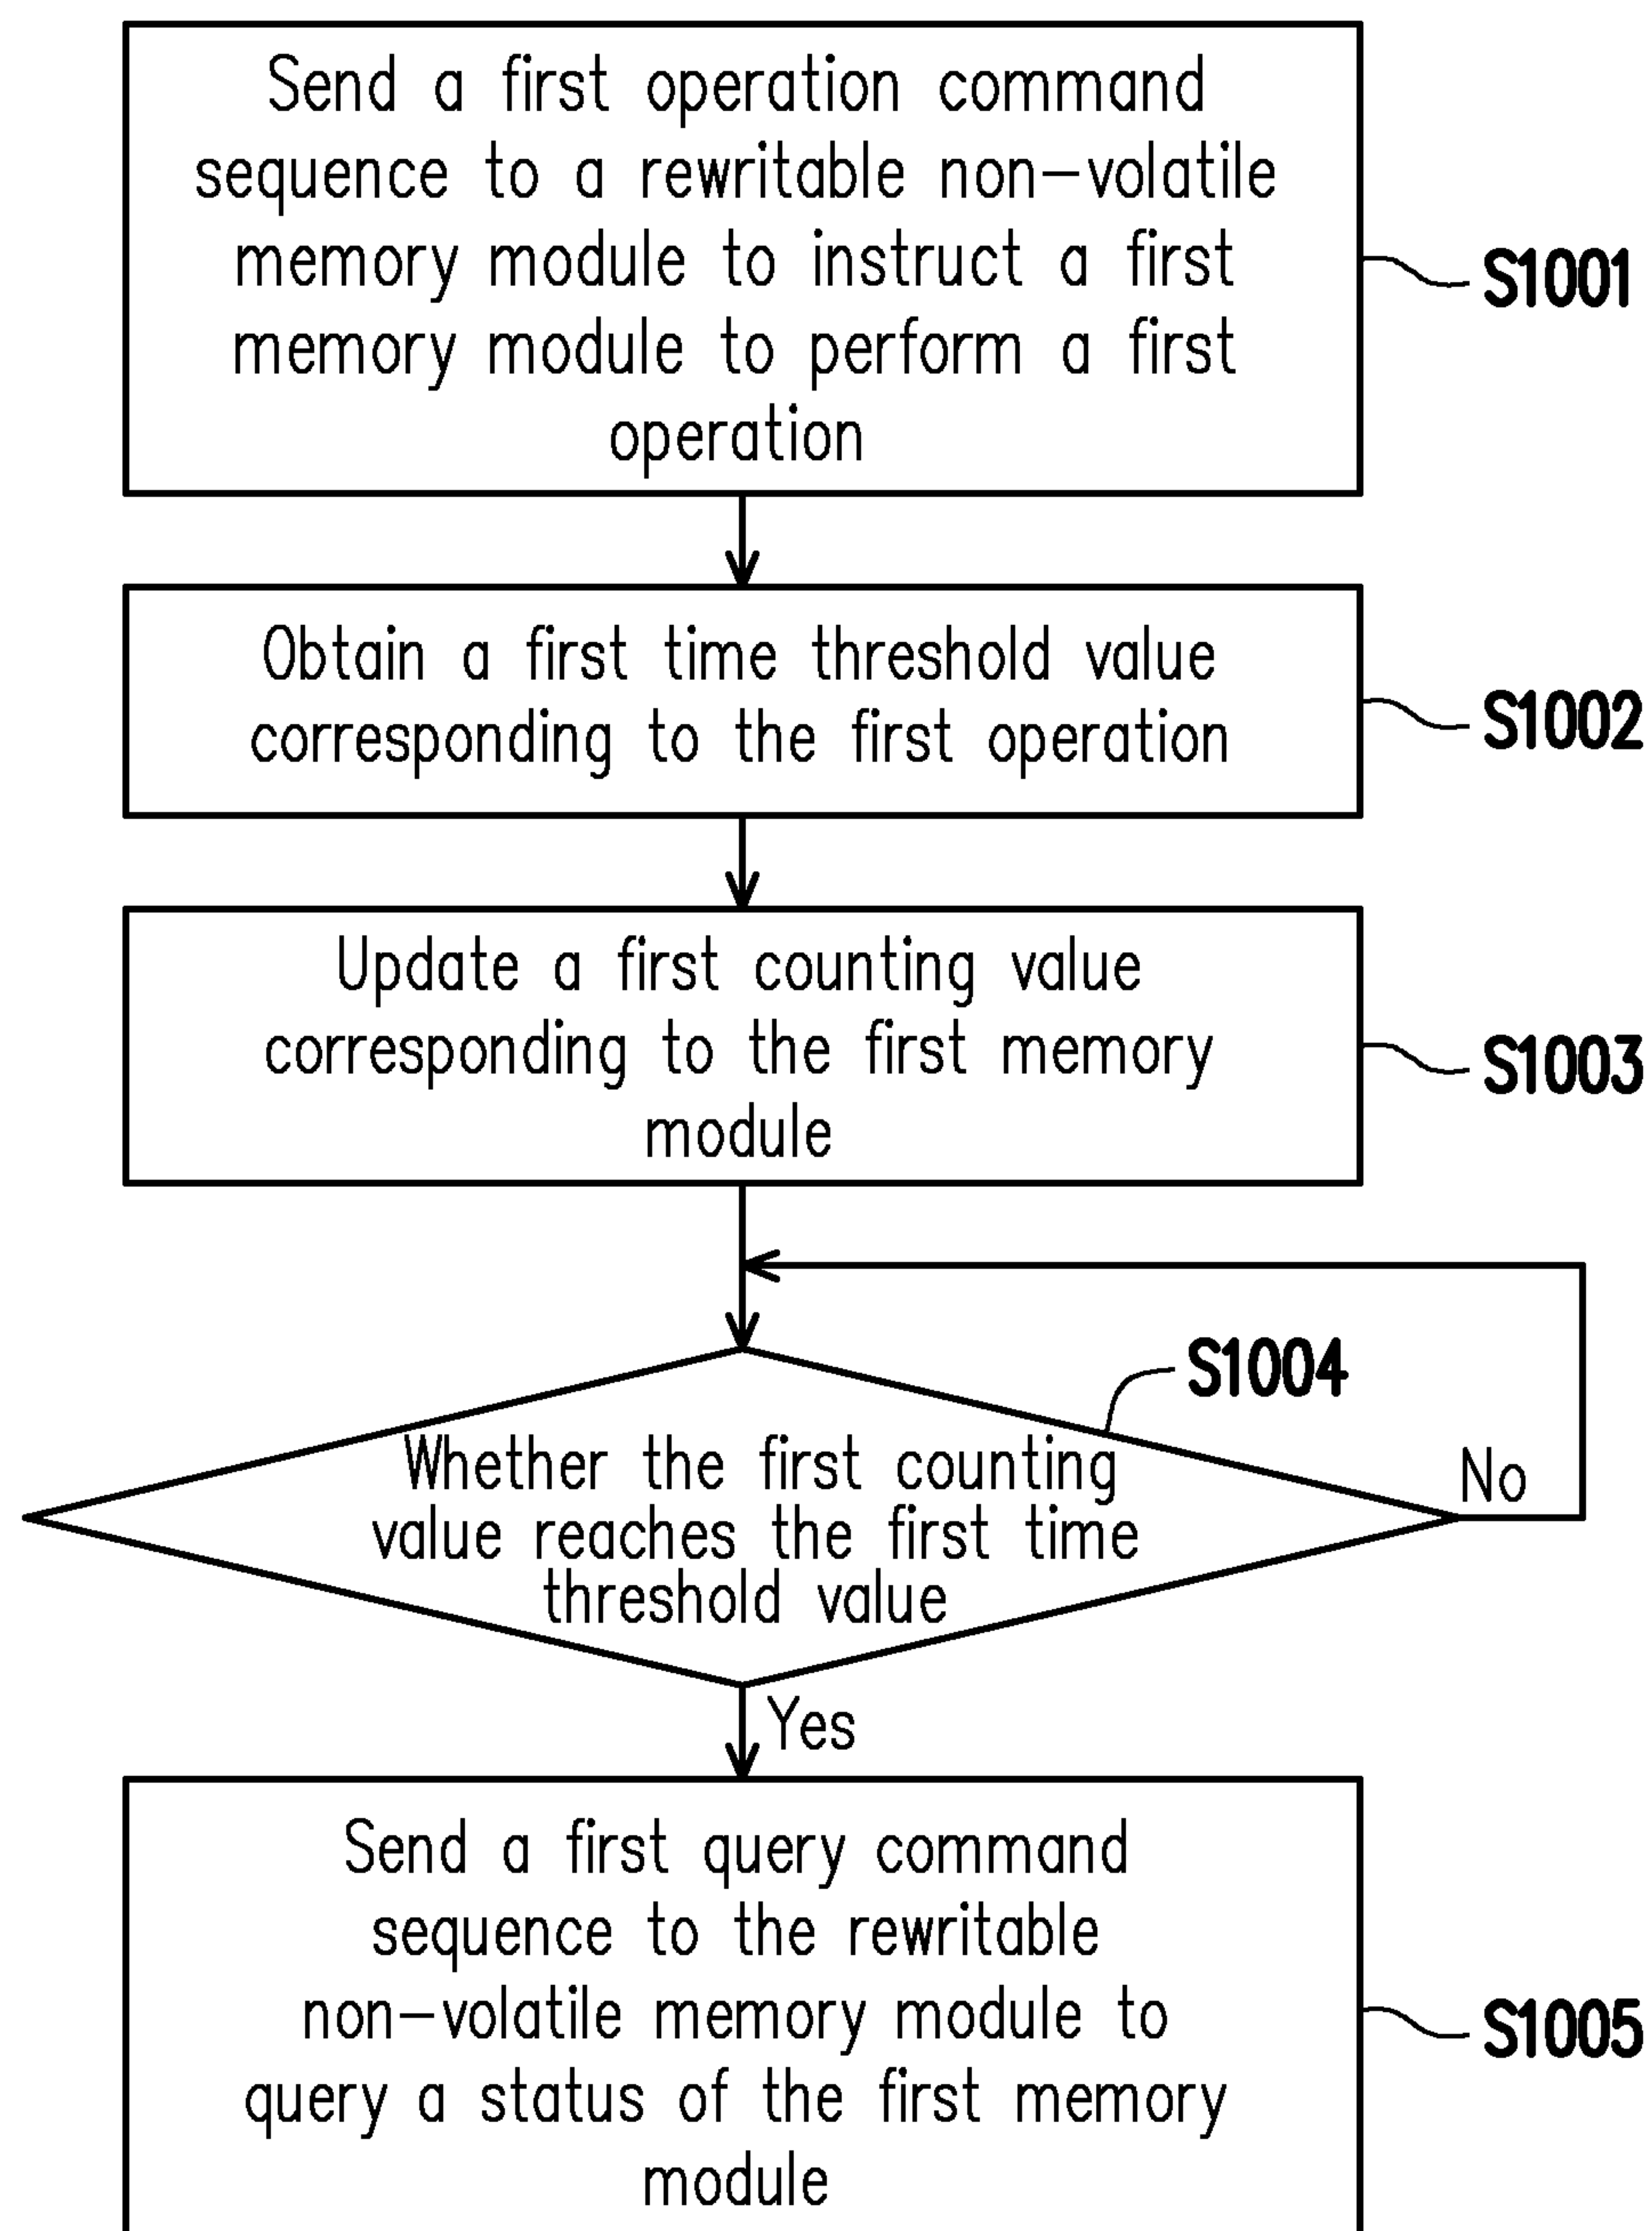 Send a first operation command
sequence to a rewritable non-volatile
memory module to instruct a first
memory module to perform a first
operation
S1001
Obtain a first time threshold value
corresponding to the first operation
S1002
Update a first counting value
corresponding to the first memory
module
S1003
S1004
Whether the first counting
value reaches the first time
threshold value
No
Yes
Send a first query command
sequence to the rewritable
non-volatile memory module to
query a status of the first memory
module
S1005